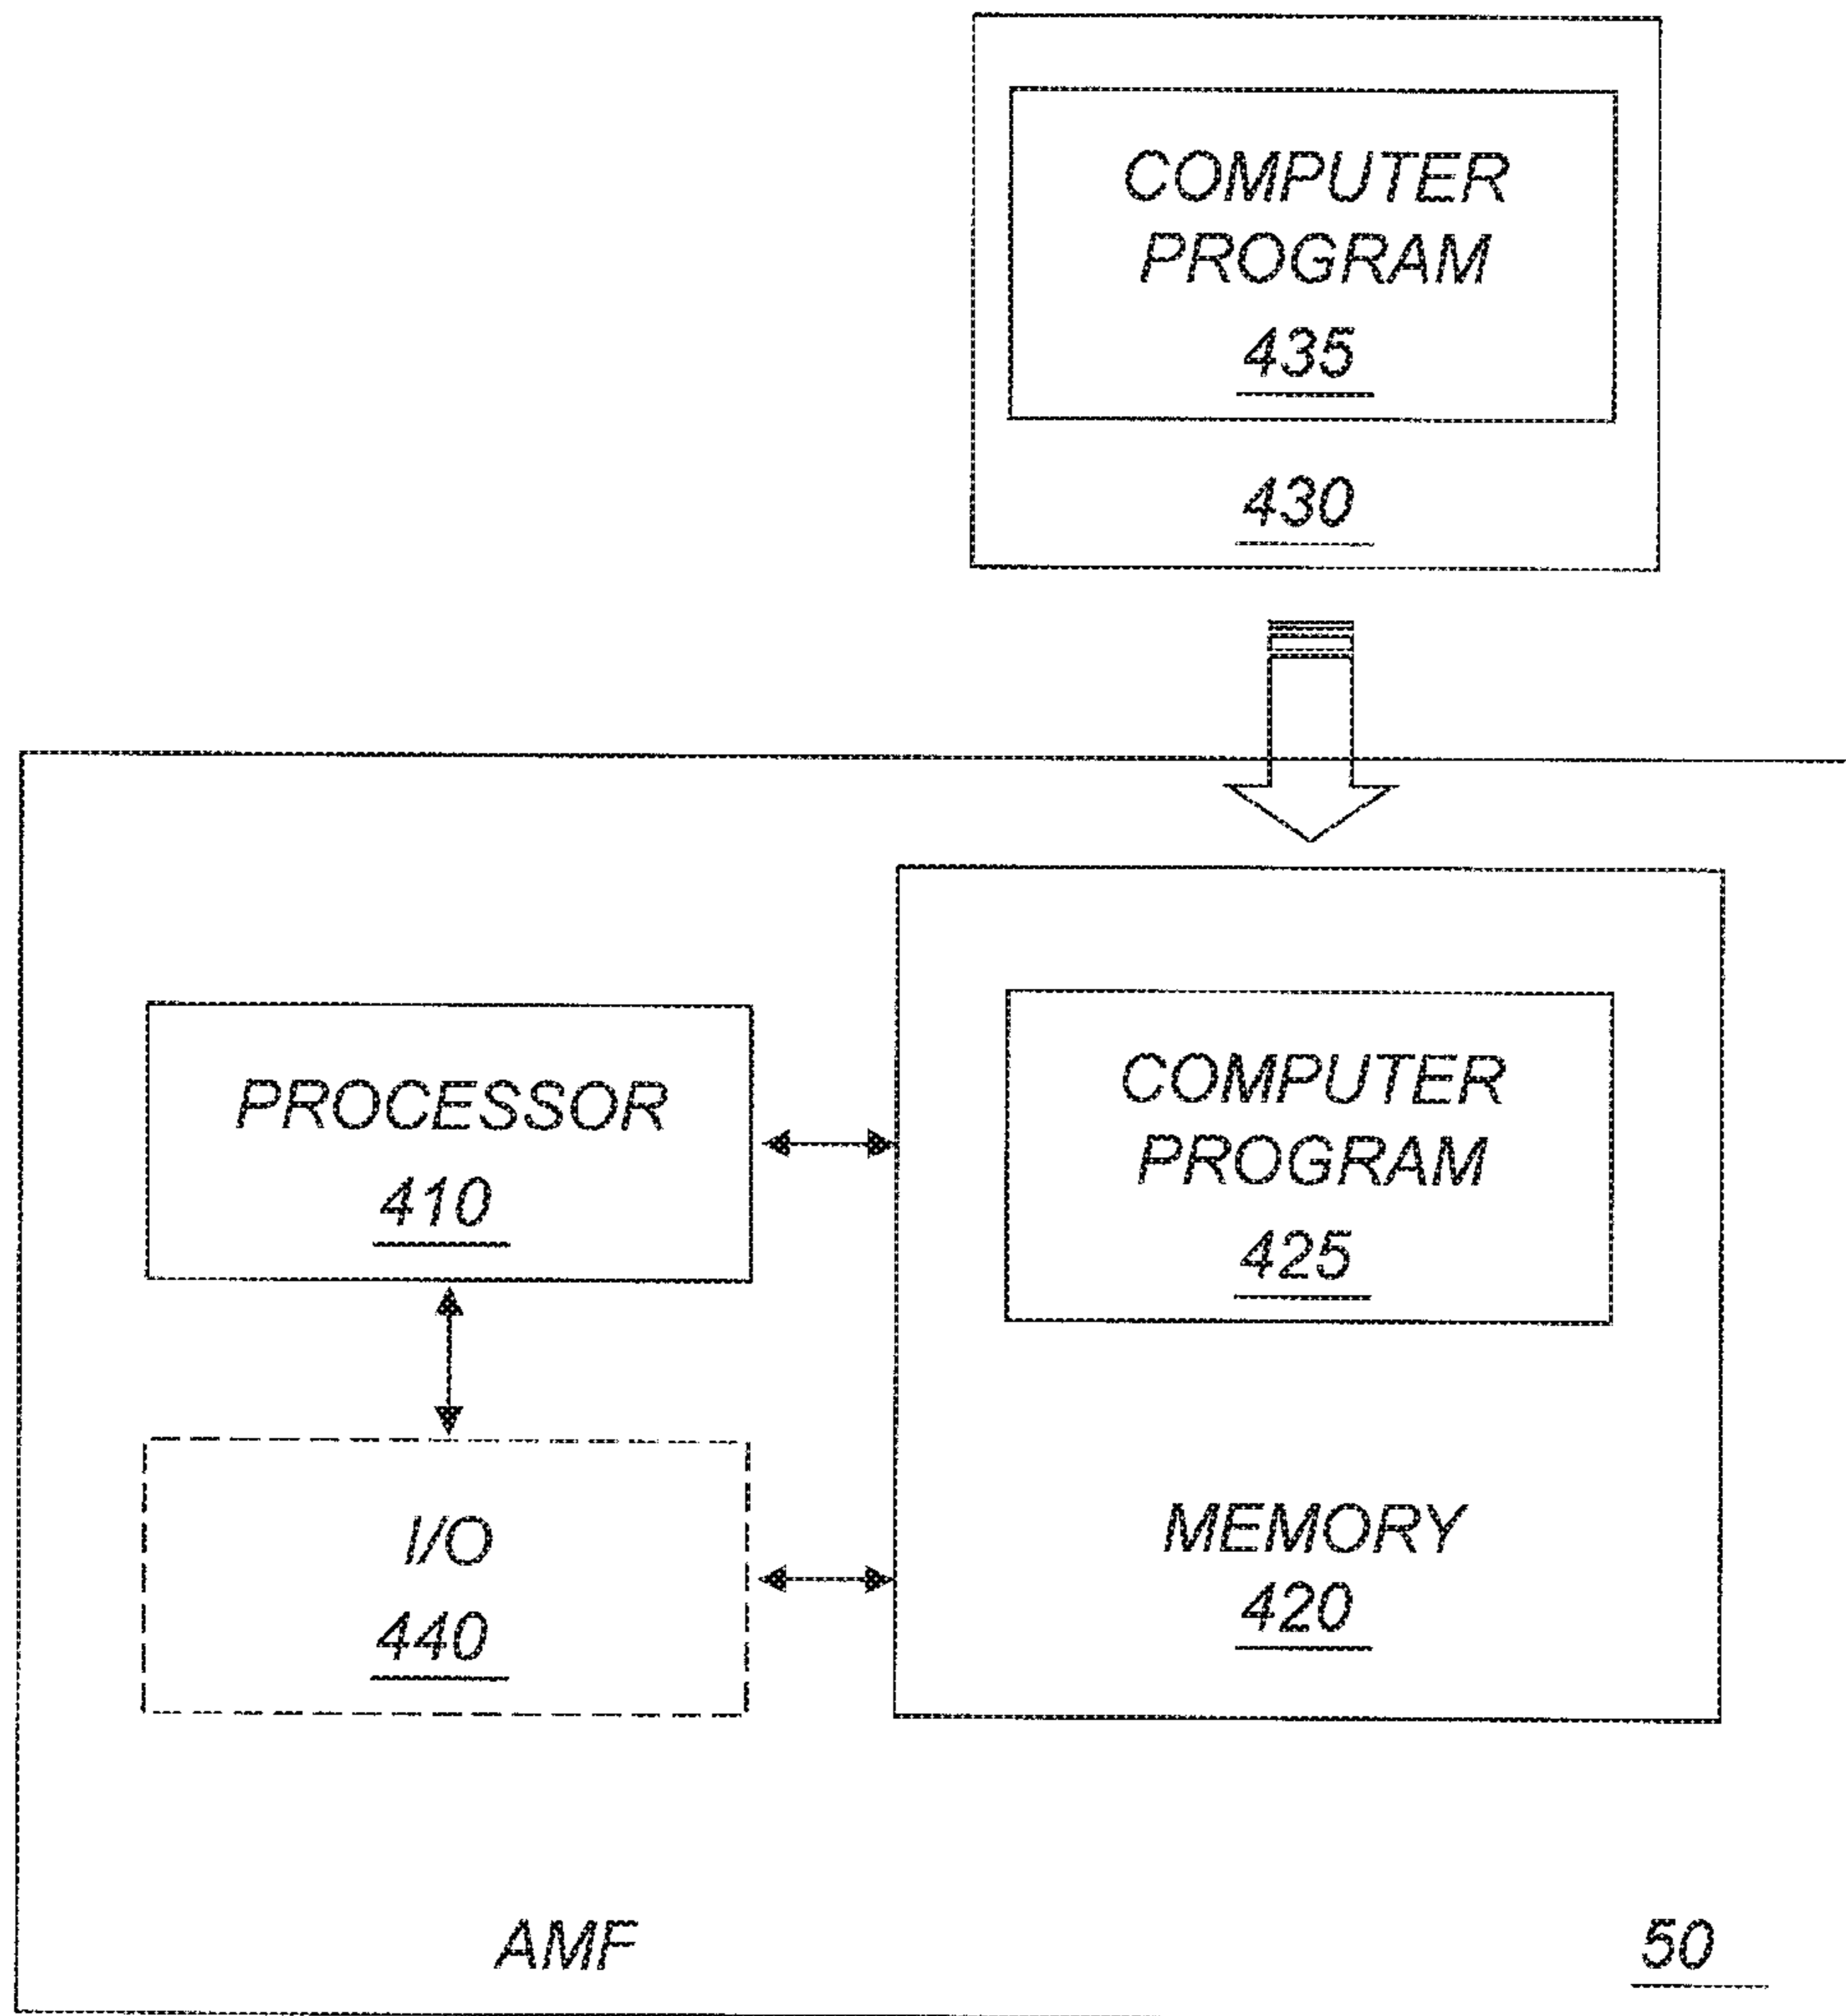 COMPUTER
PROGRAM
435
430
PROCESSOR
410
COMPUTER
PROGRAM
425
I/O
440
MEMORY
420
AMF
50